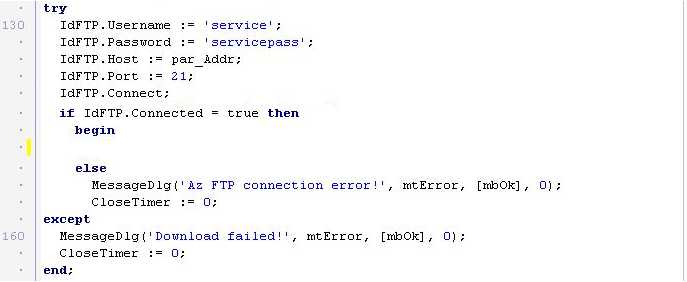 try
130 IdFTP.Username := 'service';
IdFTP.Password := 'servicepass';
IdFTP.Host := par_Addr;
IdFTP.Port := 21;
IdFTP.Connect;
if IdFTP.Connected = true then
begin
else
MessageDlg('Az FTP connection error!', mtError, [mbOk], 0);
CloseTimer := 0;
except
160 MessageDlg('Download failed!', mtError, [mbOk], 0);
CloseTimer := 0;
end;